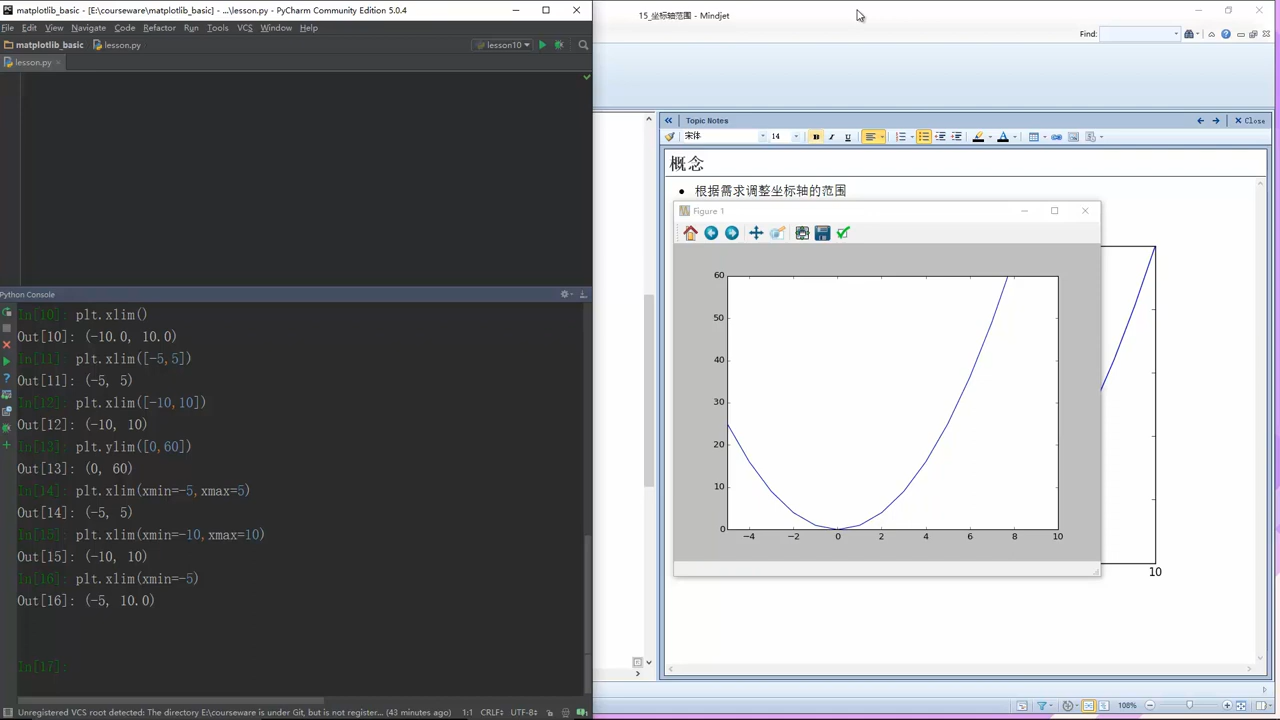 matplotlib_basic - [E:\courseware\matplotlib_basic] - ...\lesson.py - PyCharm Community Edition 5.0.4
File Edit View Navigate Code Refactor Run Tools VCS Window Help
matplotlib_basic lesson.py lesson10
lesson.py
Python Console
In[10]: plt.xlim()
Out[10]: (-10.0, 10.0)
In[11]: plt.xlim([-5,5])
Out[11]: (-5, 5)
In[12]: plt.xlim([-10,10])
Out[12]: (-10, 10)
In[13]: plt.ylim([0,60])
Out[13]: (0, 60)
In[14]: plt.xlim(xmin=-5,xmax=5)
Out[14]: (-5, 5)
In[15]: plt.xlim(xmin=-10,xmax=10)
Out[15]: (-10, 10)
In[16]: plt.xlim(xmin=-5)
Out[16]: (-5, 10.0)
In[17]:
Unregistered VCS root detected: The directory E:\courseware is under Git, but is not register... (43 minutes ago) 1:1 CRLF÷ UTF-8÷
15_坐标轴范围 - Mindjet
Find:
Topic Notes
Close
宋体 14 B I U
概念
• 根据需求调整坐标轴的范围
Figure 1
60
50
40
30
20
10
0
−4 −2 0 2 4 6 8 10
10
108%